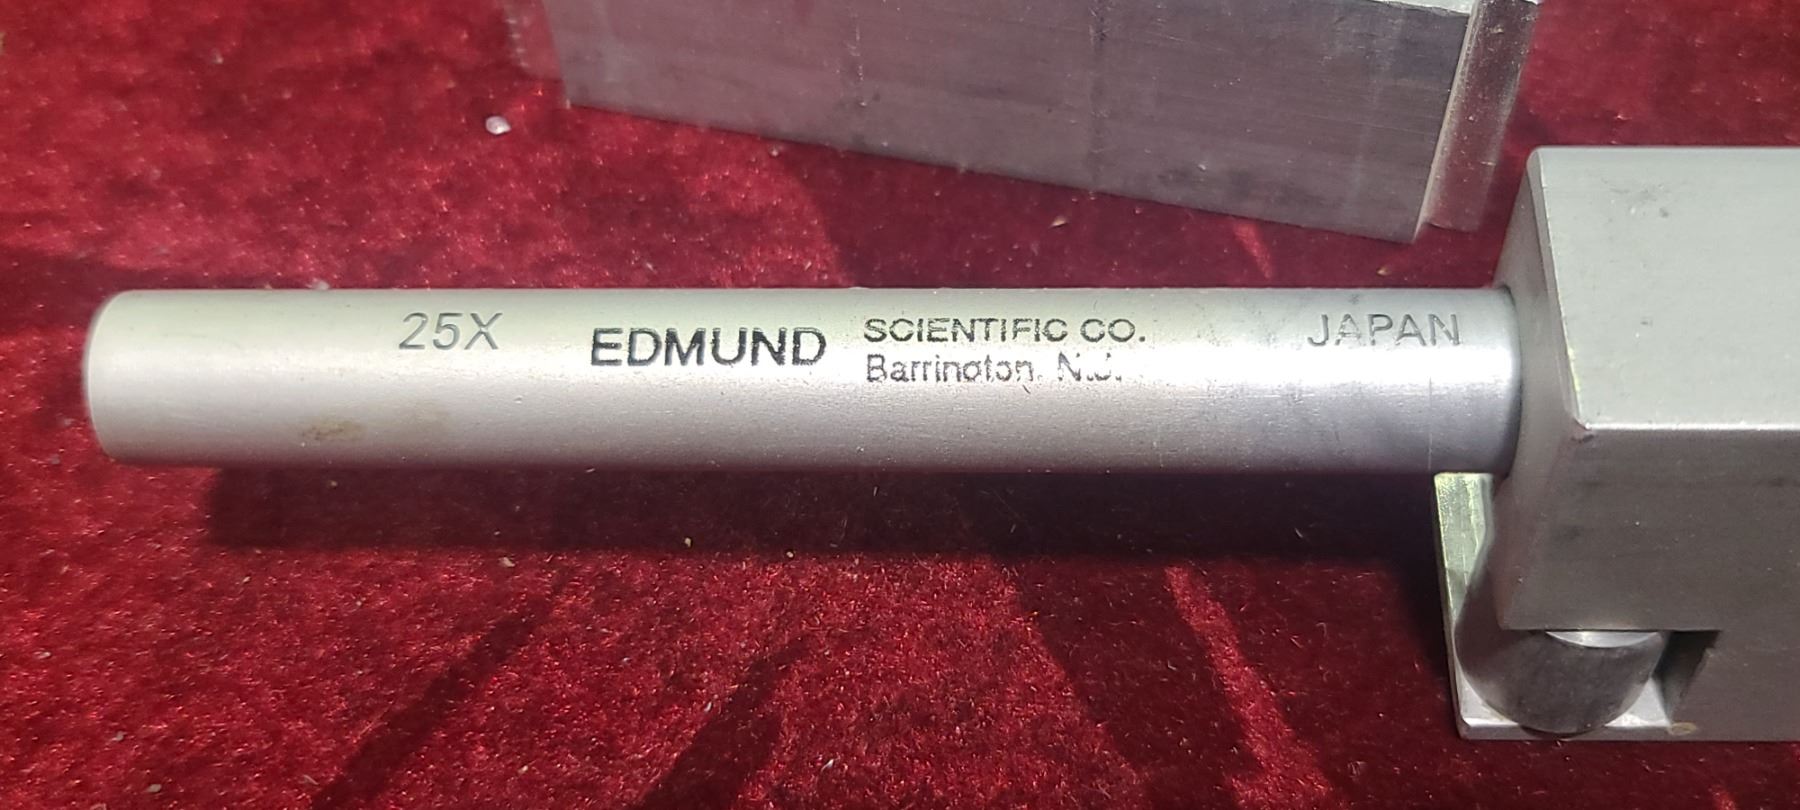 25X
EDMUND
SCIENTIFIC CO.
Barrington, N.J.
JAPAN